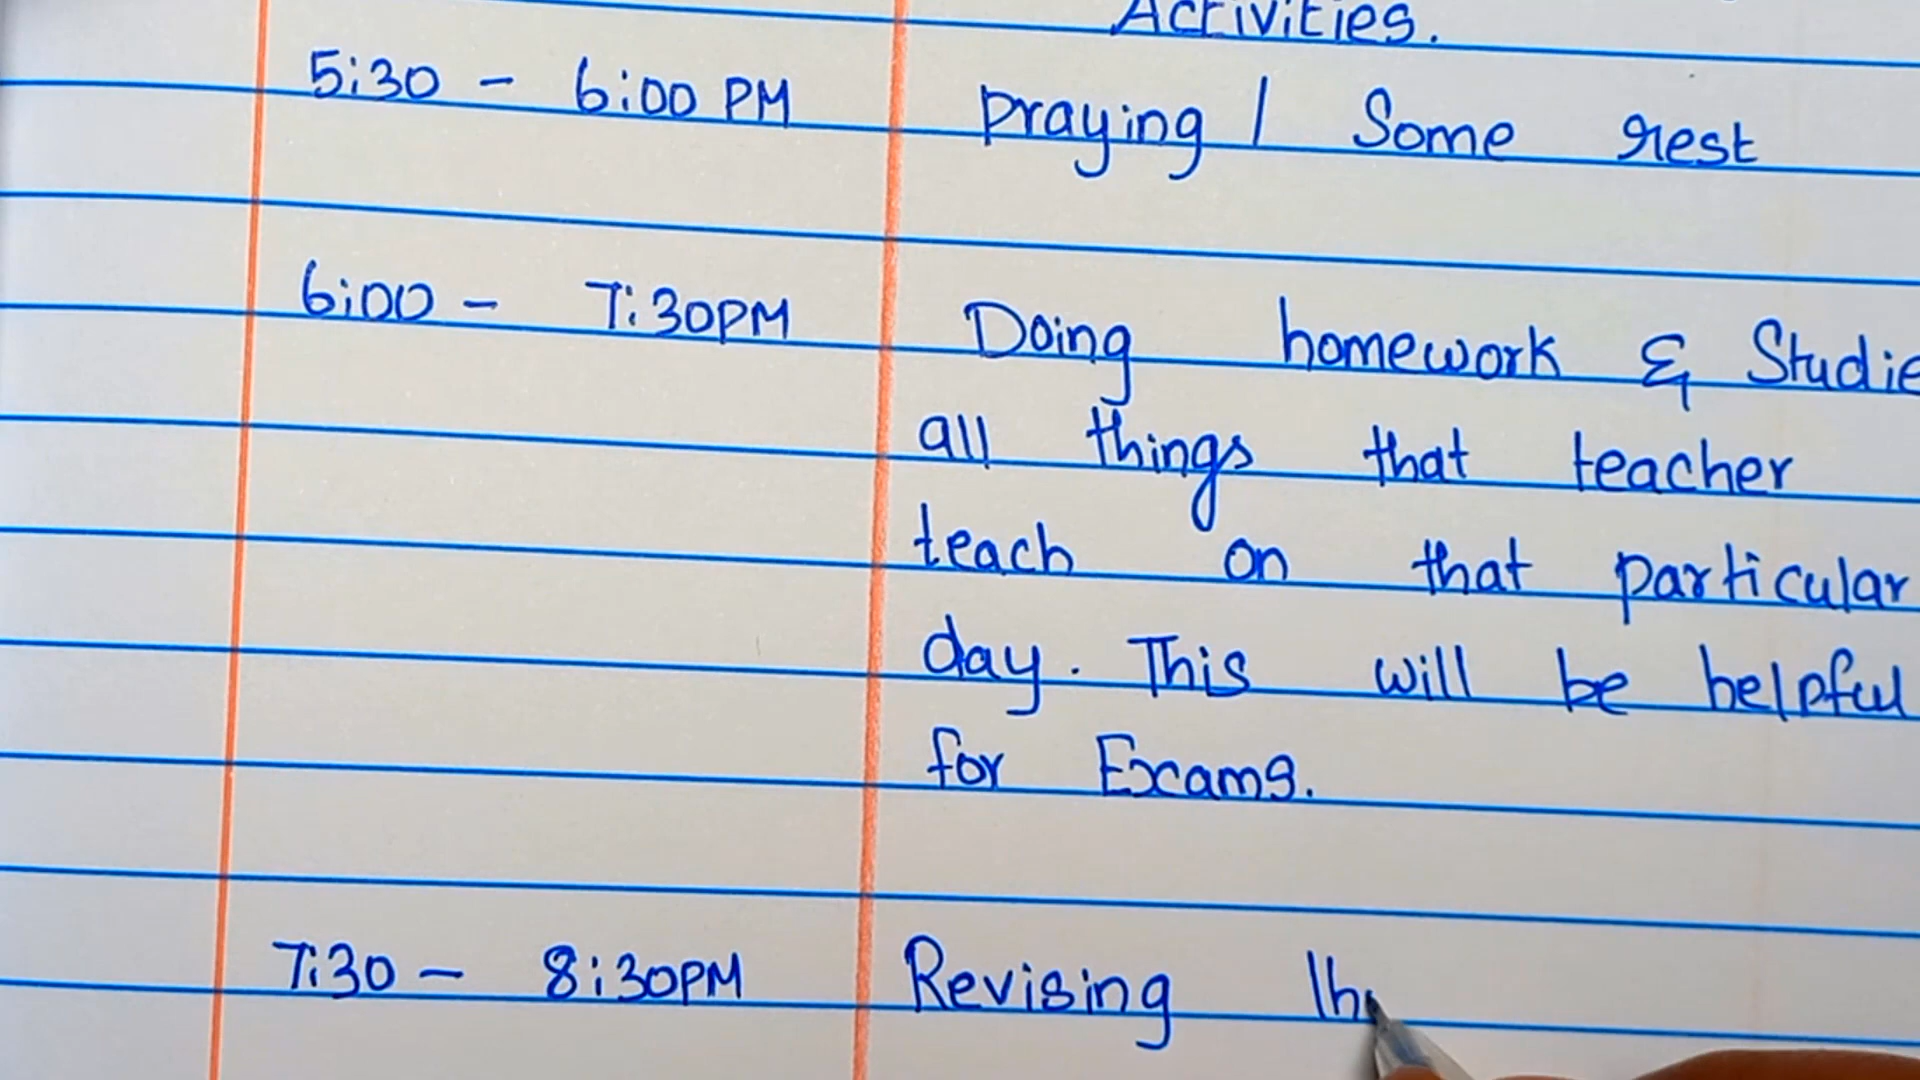 Activities.
5:30 - 6:00 PM praying / Some rest
6:00 - 7:30PM Doing homework & Studie
all things that teacher
teach on that particular
day. This will be helpful
for Exams.
7:30 - 8:30PM Revising